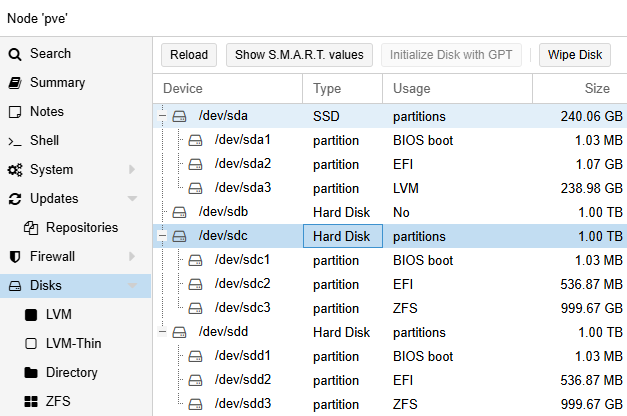 Node 'pve'
Search
Summary
Notes
Shell
System
Updates
Repositories
Firewall
Disks
LVM
LVM-Thin
Directory
ZFS
Reload Show S.M.A.R.T. values Initialize Disk with GPT Wipe Disk
Device Type Usage Size
/dev/sda SSD partitions 240.06 GB
/dev/sda1 partition BIOS boot 1.03 MB
/dev/sda2 partition EFI 1.07 GB
/dev/sda3 partition LVM 238.98 GB
/dev/sdb Hard Disk No 1.00 TB
/dev/sdc Hard Disk partitions 1.00 TB
/dev/sdc1 partition BIOS boot 1.03 MB
/dev/sdc2 partition EFI 536.87 MB
/dev/sdc3 partition ZFS 999.67 GB
/dev/sdd Hard Disk partitions 1.00 TB
/dev/sdd1 partition BIOS boot 1.03 MB
/dev/sdd2 partition EFI 536.87 MB
/dev/sdd3 partition ZFS 999.67 GB